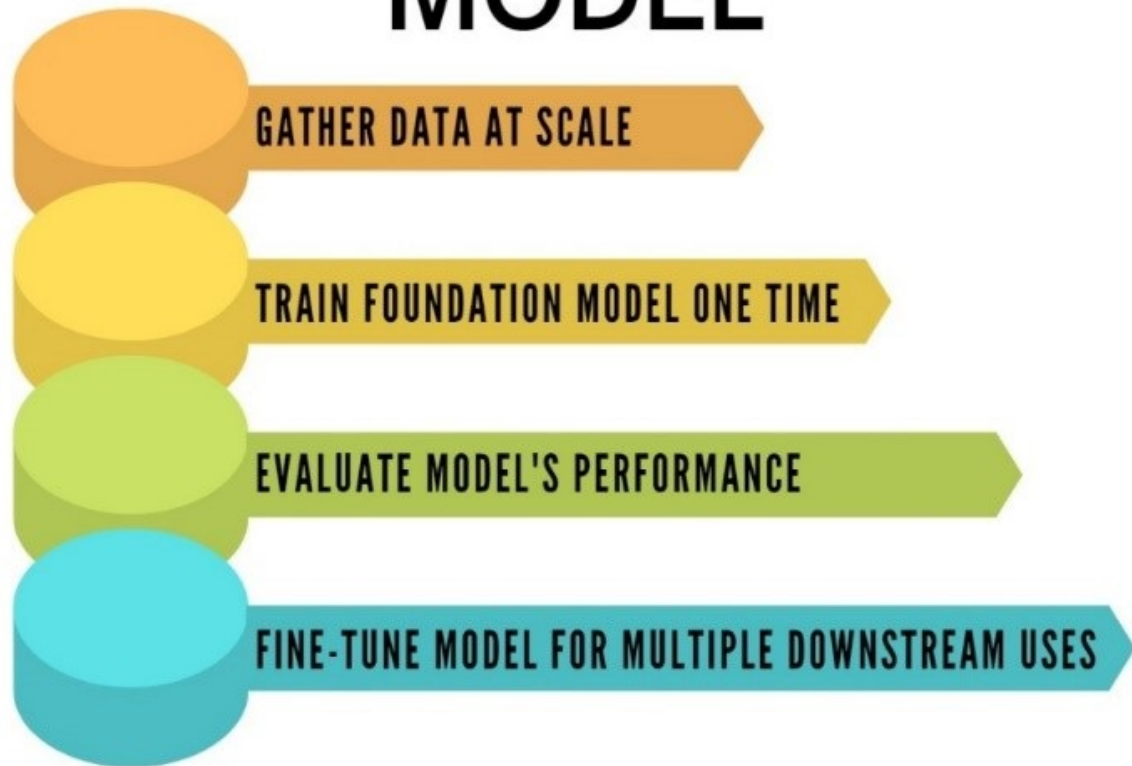 MODEL
GATHER DATA AT SCALE
TRAIN FOUNDATION MODEL ONE TIME
EVALUATE MODEL'S PERFORMANCE
FINE-TUNE MODEL FOR MULTIPLE DOWNSTREAM USES